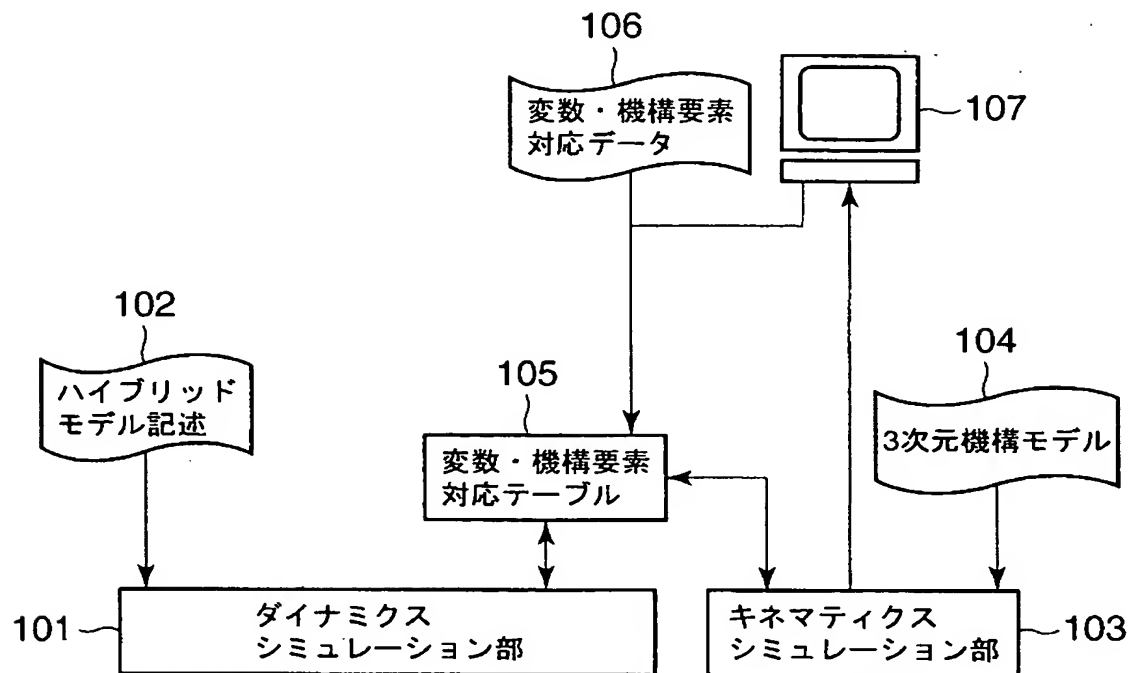 106
変数・機構要素
対応データ
107
102
ハイブリッド
モデル記述
105
変数・機構要素
対応テーブル
104
3次元機構モデル
101
ダイナミクス
シミュレーション部
キネマティクス
シミュレーション部
103